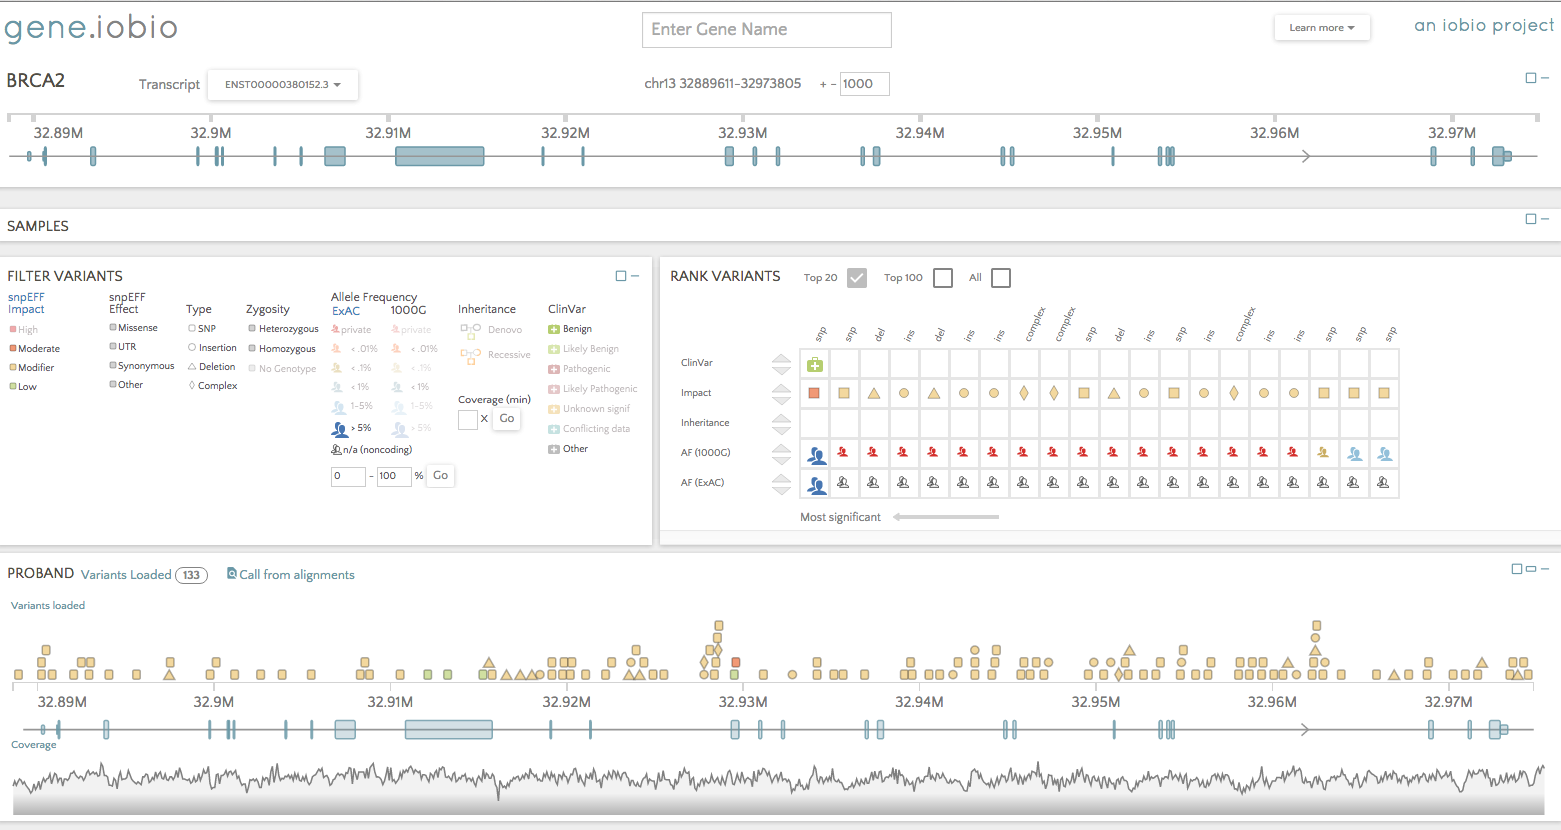 gene.iobio
Enter Gene Name
Learn more
an iobio project
BRCA2
Transcript
ENST00000380152.3
chr13 32889611-32973805
+ -
1000
32.89M 32.9M 32.91M 32.92M 32.93M 32.94M 32.95M 32.96M 32.97M
SAMPLES
FILTER VARIANTS
snpEFF Impact
High
Moderate
Modifier
Low
snpEFF Effect
Missense
UTR
Synonymous
Other
Type
SNP
Insertion
Deletion
Complex
Zygosity
Heterozygous
Homozygous
No Genotype
Allele Frequency
ExAC 1000G
private private
< .01% < .01%
< .1% < .1%
< 1% < 1%
1-5% 1-5%
> 5% > 5%
n/a (noncoding)
0 - 100 % Go
Inheritance
Denovo
Recessive
Coverage (min)
X Go
ClinVar
Benign
Likely Benign
Pathogenic
Likely Pathogenic
Unknown signif
Conflicting data
Other
RANK VARIANTS Top 20 Top 100 All
snp snp del ins del ins ins complex complex snp del ins snp ins complex ins ins snp snp snp
ClinVar
Impact
Inheritance
AF (1000G)
AF (ExAC)
Most significant
PROBAND Variants Loaded 133 Call from alignments
Variants loaded
32.89M 32.9M 32.91M 32.92M 32.93M 32.94M 32.95M 32.96M 32.97M
Coverage